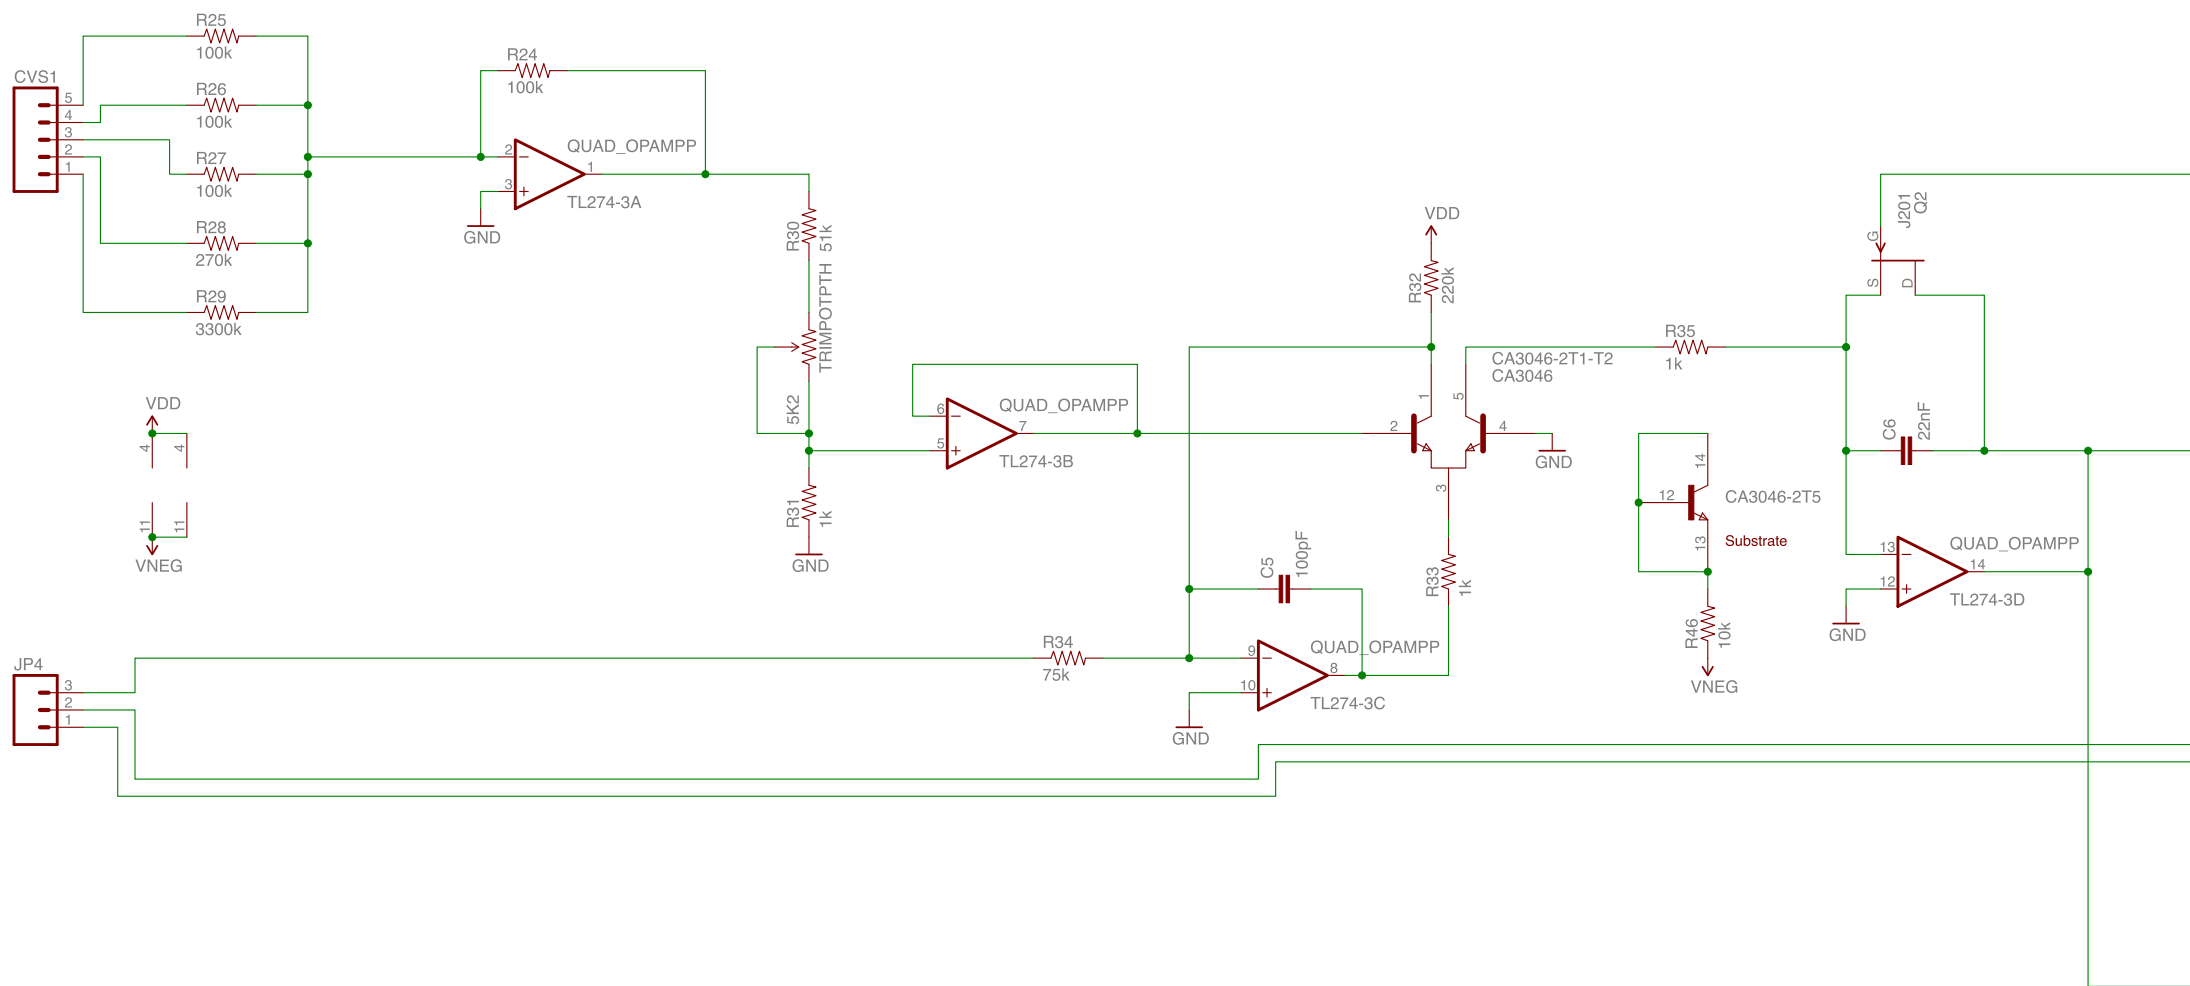 R25
100k
CVS1
5
4
3
2
1
R26
100k
R27
100k
R28
270k
R29
3300k
R24
100k
QUAD_OPAMPP
2
3
1
TL274-3A
GND
R30
51k
TRIMPOTPTH
5K2
R31
1k
GND
VDD
4
4
11
11
VNEG
QUAD_OPAMPP
6
5
7
TL274-3B
VDD
R32
220k
1
5
2
4
3
CA3046-2T1-T2
CA3046
GND
R33
1k
C5
100pF
R34
75k
QUAD_OPAMPP
9
10
8
TL274-3C
GND
JP4
3
2
1
R35
1k
14
12
13
CA3046-2T5
Substrate
R46
10k
VNEG
J201
Q2
G
S
D
C6
22nF
QUAD_OPAMPP
13
12
14
TL274-3D
GND